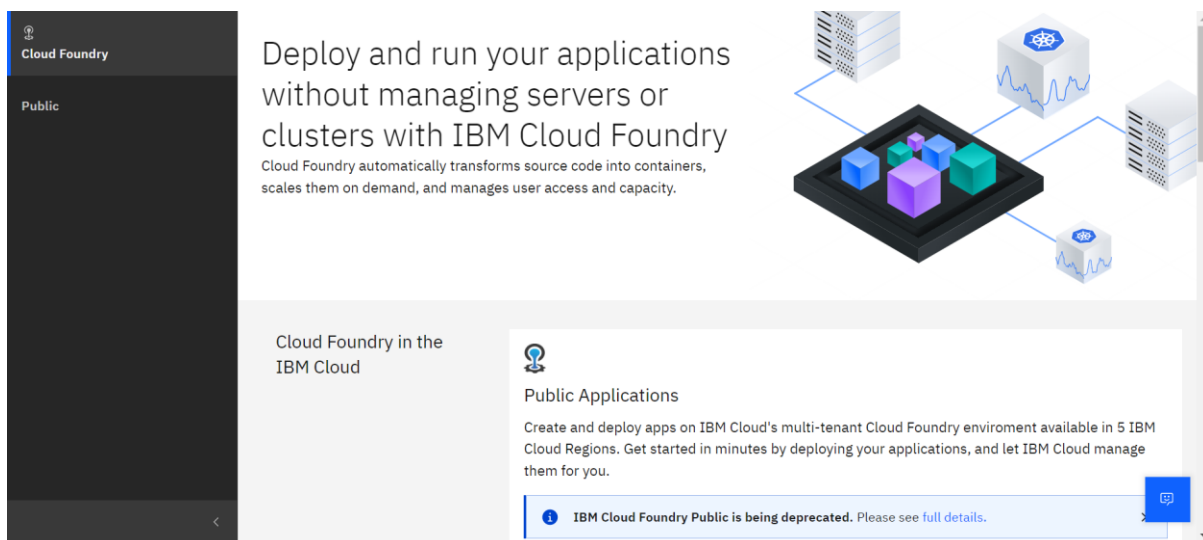 Cloud Foundry
Public
Deploy and run your applications
without managing servers or
clusters with IBM Cloud Foundry
Cloud Foundry automatically transforms source code into containers,
scales them on demand, and manages user access and capacity.
Cloud Foundry in the
IBM Cloud
Public Applications
Create and deploy apps on IBM Cloud's multi-tenant Cloud Foundry enviroment available in 5 IBM
Cloud Regions. Get started in minutes by deploying your applications, and let IBM Cloud manage
them for you.
IBM Cloud Foundry Public is being deprecated. Please see full details.